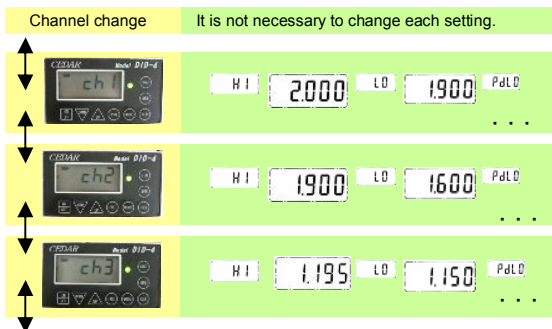 Channel change It is not necessary to change each setting.
CEDAR Model DID-4
ch1
HI 2.000 LO 1.900 PdLO
. . .
CEDAR Model DID-4
ch2
HI 1.900 LO 1.600 PdLO
. . .
CEDAR Model DID-4
ch3
HI 1.195 LO 1.150 PdLO
. . .